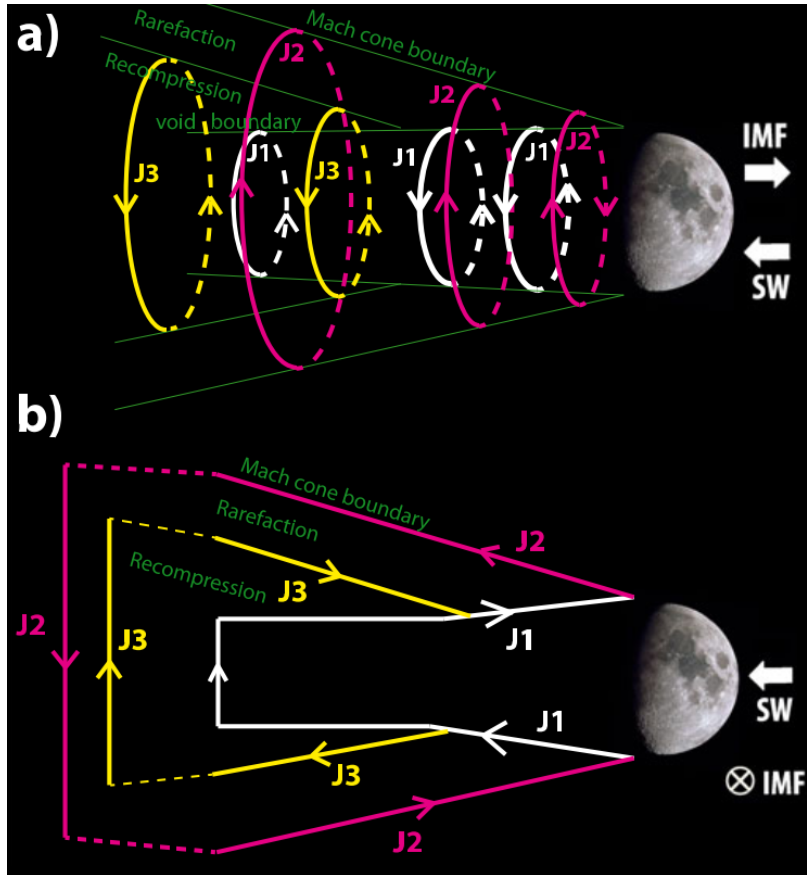 a)
Rarefaction
Mach cone boundary
J2
Recompression
J2
void boundary
J2
IMF
J3
J1
J3
J1
J1
SW
b)
Mach cone boundary
Rarefaction
J2
Recompression
J3
J2
J3
J1
J1
SW
J3
IMF
J2